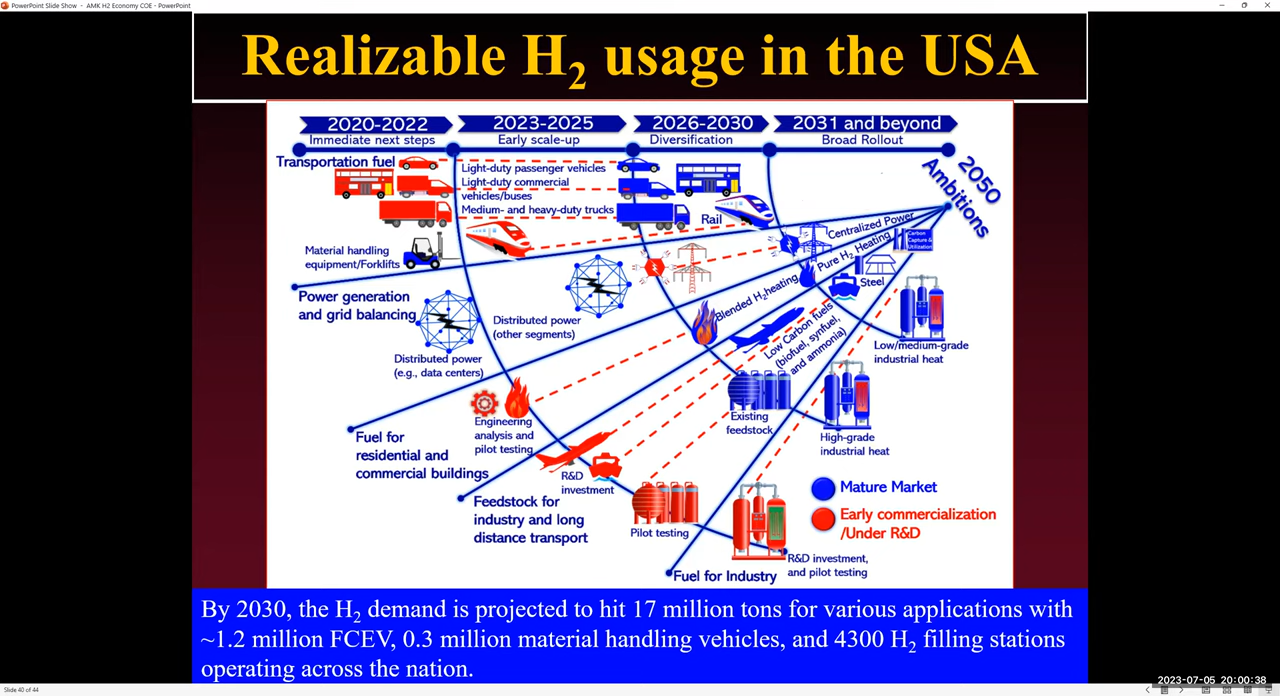 PowerPoint Slide Show - AMK H2 Economy COE - PowerPoint
Realizable H₂ usage in the USA
2020-2022
2023-2025
2026-2030
2031 and beyond
Immediate next steps
Early scale-up
Diversification
Broad Rollout
2050
Ambitions
Transportation fuel
Light-duty passenger vehicles
Light-duty commercial
vehicles/buses
Medium- and heavy-duty trucks
Rail
Material handling
equipment/Forklifts
Centralized Power
Carbon
Capture &
Utilization
Pure H₂ Heating
Steel
Blended H₂heating
Power generation
and grid balancing
Distributed power
(other segments)
Distributed power
(e.g., data centers)
Low Carbon fuels
(biofuel, synfuel,
and ammonia)
Low/medium-grade
industrial heat
Existing
feedstock
High-grade
industrial heat
Engineering
analysis and
pilot testing
Fuel for
residential and
commercial buildings
R&D
investment
Feedstock for
industry and long
distance transport
Pilot testing
Mature Market
Early commercialization
/Under R&D
R&D investment,
and pilot testing
Fuel for Industry
By 2030, the H₂ demand is projected to hit 17 million tons for various applications with
~1.2 million FCEV, 0.3 million material handling vehicles, and 4300 H₂ filling stations
operating across the nation.
2023-07-05 20:00:38
Slide 40 of 44